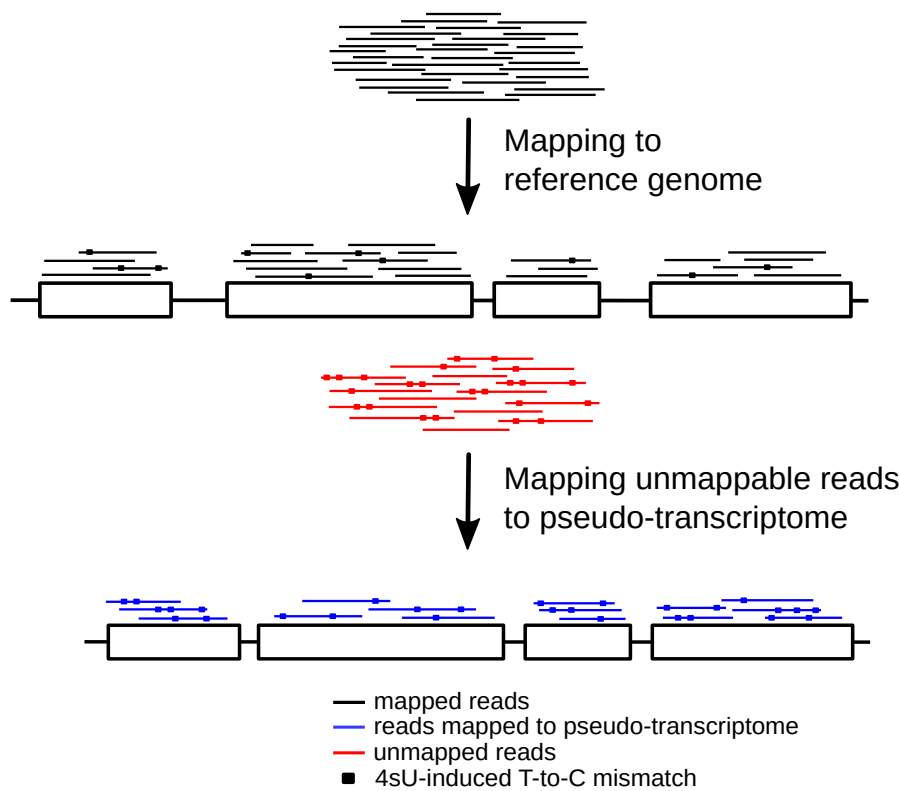 Mapping to
reference genome
Mapping unmappable reads
to pseudo-transcriptome
mapped reads
reads mapped to pseudo-transcriptome
unmapped reads
4sU-induced T-to-C mismatch